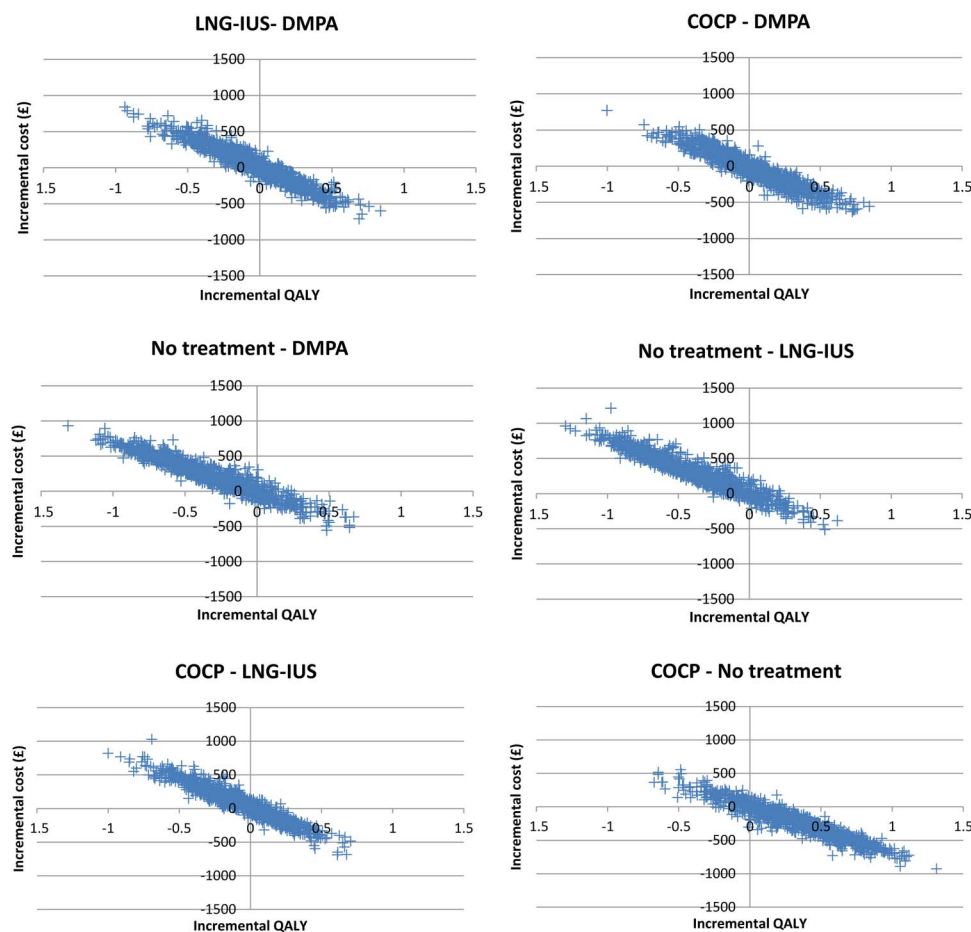 LNG-IUS- DMPA
Incremental cost (£)
1500
1000
500
0
1.5 -1 -0.5 0 0.5 1 1.5
-500
-1000
-1500
Incremental QALY
COCP - DMPA
Incremental cost (£)
1500
1000
500
0
1.5 -1 -0.5 0 0.5 1 1.5
-500
-1000
-1500
Incremental QALY
No treatment - DMPA
Incremental cost (£)
1500
1000
500
0
1.5 -1 -0.5 0 0.5 1 1.5
-500
-1000
-1500
Incremental QALY
No treatment - LNG-IUS
Incremental cost (£)
1500
1000
500
0
1.5 -1 -0.5 0 0.5 1 1.5
-500
-1000
-1500
Incremental QALY
COCP - LNG-IUS
Incremental cost (£)
1500
1000
500
0
1.5 -1 -0.5 0 0.5 1 1.5
-500
-1000
-1500
Incremental QALY
COCP - No treatment
Incremental cost (£)
1500
1000
500
0
1.5 -1 -0.5 0 0.5 1 1.5
-500
-1000
-1500
Incremental QALY